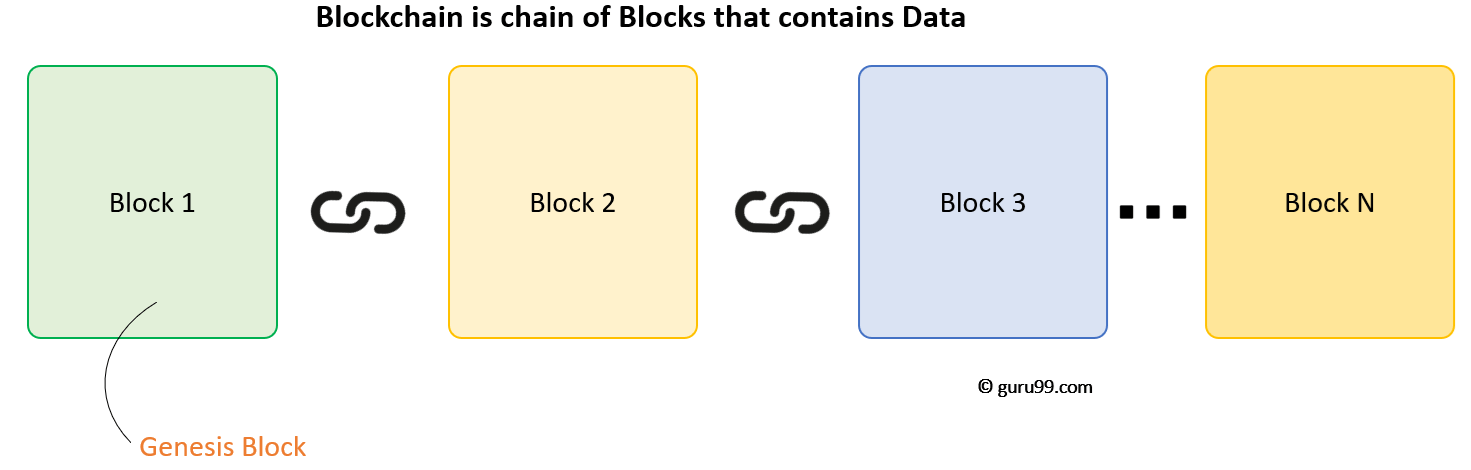 Blockchain is chain of Blocks that contains Data
Block 1
Block 2
Block 3
Block N
© guru99.com
Genesis Block